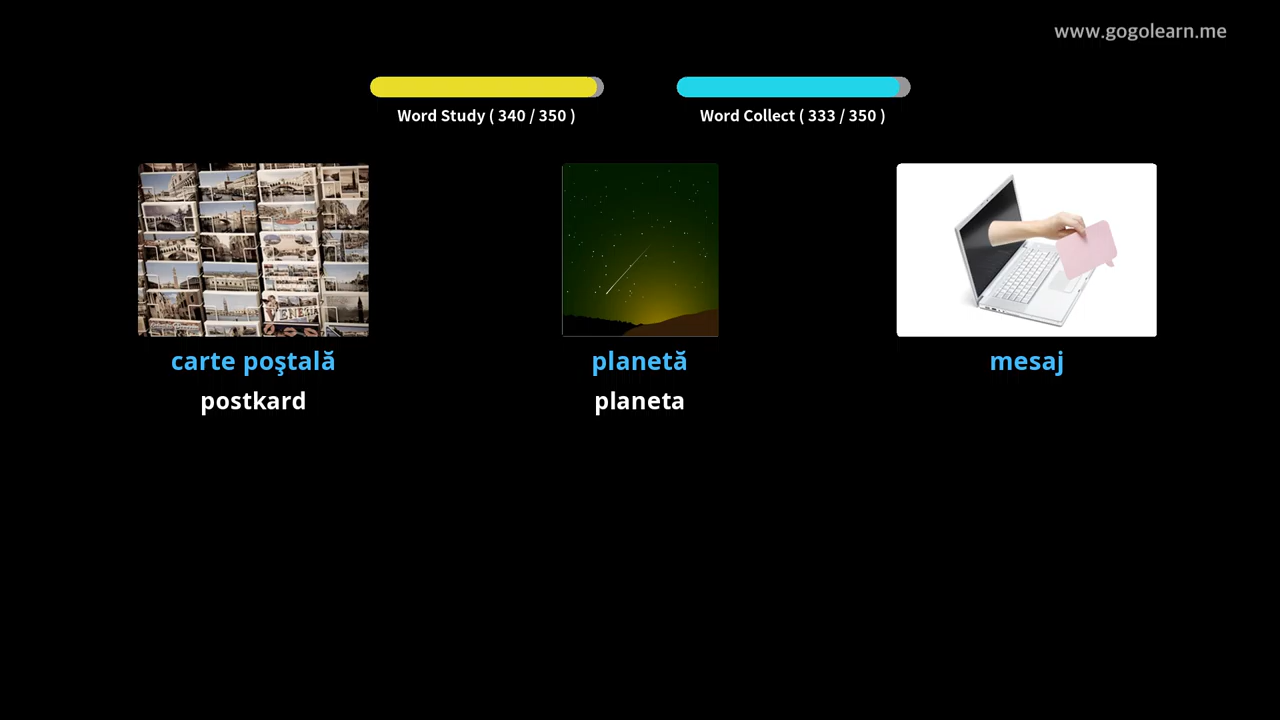 www.gogolearn.me
Word Study ( 340 / 350 )
Word Collect ( 333 / 350 )
carte poştală
planetă
mesaj
postkard
planeta